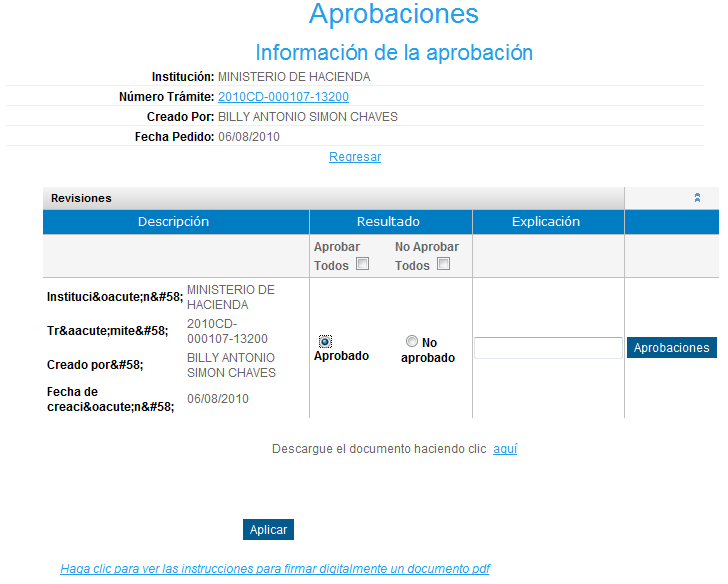 Aprobaciones
Información de la aprobación
Institución: MINISTERIO DE HACIENDA
Número Trámite: 2010CD-000107-13200
Creado Por: BILLY ANTONIO SIMON CHAVES
Fecha Pedido: 06/08/2010
Regresar
Revisiones
Descripción Resultado Explicación
Aprobar No Aprobar
Todos Todos
Instituci&oacute;n&#58; MINISTERIO DE
HACIENDA
Tr&aacute;mite&#58; 2010CD-
000107-13200
Creado por&#58; BILLY ANTONIO
SIMON CHAVES
Fecha de
creaci&oacute;n&#58; 06/08/2010
Aprobado
No
aprobado
Aprobaciones
Descargue el documento haciendo clic aquí
Aplicar
Haga clic para ver las instrucciones para firmar digitalmente un documento pdf